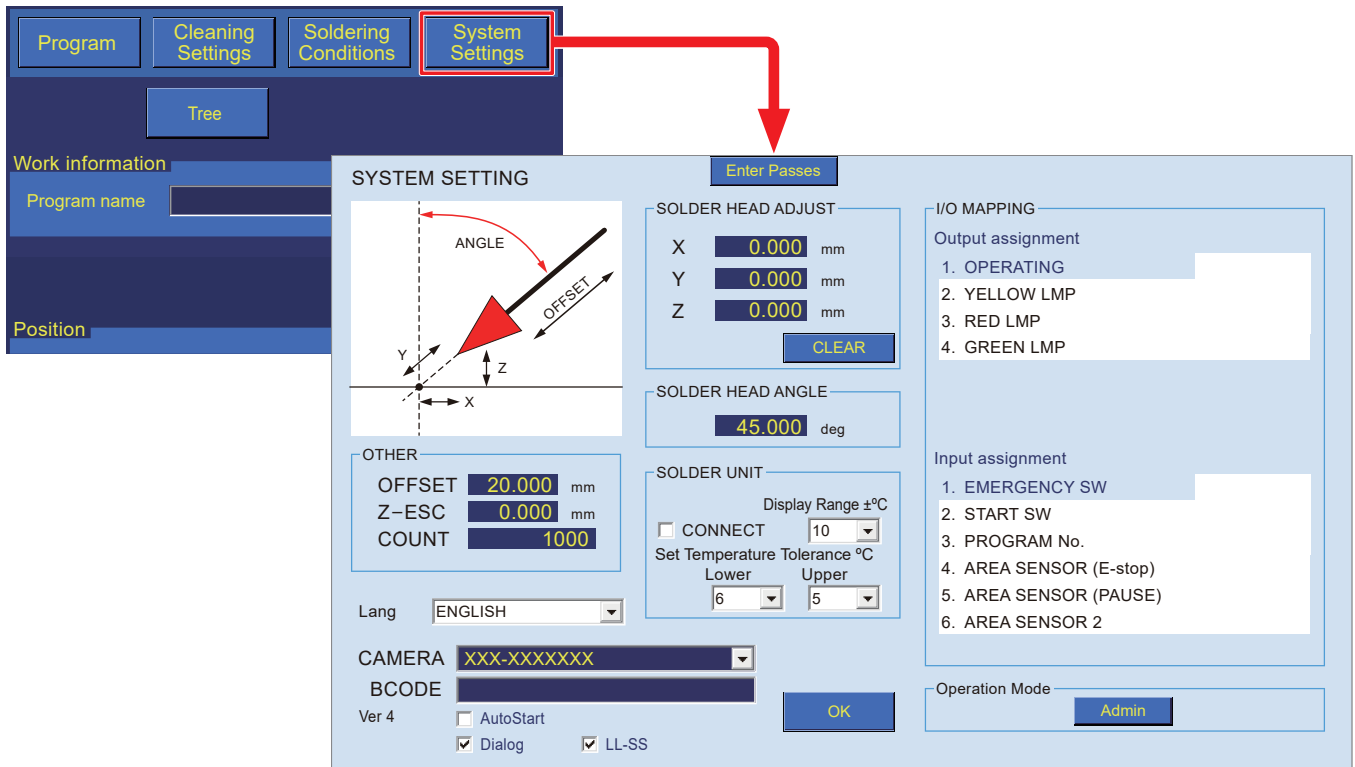 Program
Cleaning
Settings
Soldering
Conditions
System
Settings
Tree
Work information
Program name
Position
Enter Passes
SYSTEM SETTING
ANGLE
OFFSET
Y
Z
X
OTHER
OFFSET 20.000 mm
Z-ESC 0.000 mm
COUNT 1000
Lang ENGLISH
CAMERA XXX-XXXXXXX
BCODE
Ver 4
AutoStart
Dialog LL-SS
SOLDER HEAD ADJUST
X 0.000 mm
Y 0.000 mm
Z 0.000 mm
CLEAR
SOLDER HEAD ANGLE
45.000 deg
SOLDER UNIT
Display Range ±ºC
CONNECT 10
Set Temperature Tolerance ºC
Lower Upper
6 5
OK
I/O MAPPING
Output assignment
1. OPERATING
2. YELLOW LMP
3. RED LMP
4. GREEN LMP
Input assignment
1. EMERGENCY SW
2. START SW
3. PROGRAM No.
4. AREA SENSOR (E-stop)
5. AREA SENSOR (PAUSE)
6. AREA SENSOR 2
Operation Mode
Admin